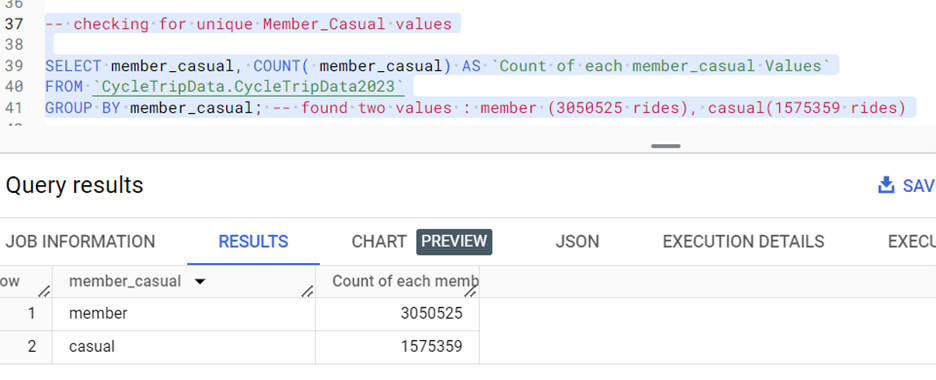 36
37 -- checking for unique Member_Casual values
38
39 SELECT member_casual, COUNT( member_casual) AS `Count of each member_casual Values`
40 FROM `CycleTripData.CycleTripData2023`
41 GROUP BY member_casual; -- found two values : member (3050525 rides), casual(1575359 rides)
Query results
SAV
JOB INFORMATION RESULTS CHART PREVIEW JSON EXECUTION DETAILS EXECU
ow member_casual Count of each memb
1 member 3050525
2 casual 1575359